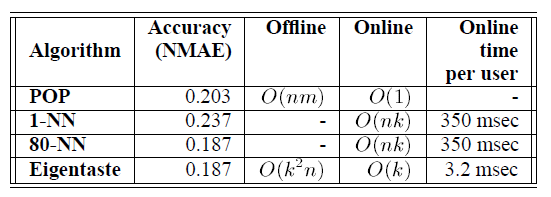 Algorithm Accuracy (NMAE) Offline Online Online time per user
POP 0.203 O(nm) O(1) -
1-NN 0.237 - O(nk) 350 msec
80-NN 0.187 - O(nk) 350 msec
Eigentaste 0.187 O(k²n) O(k) 3.2 msec